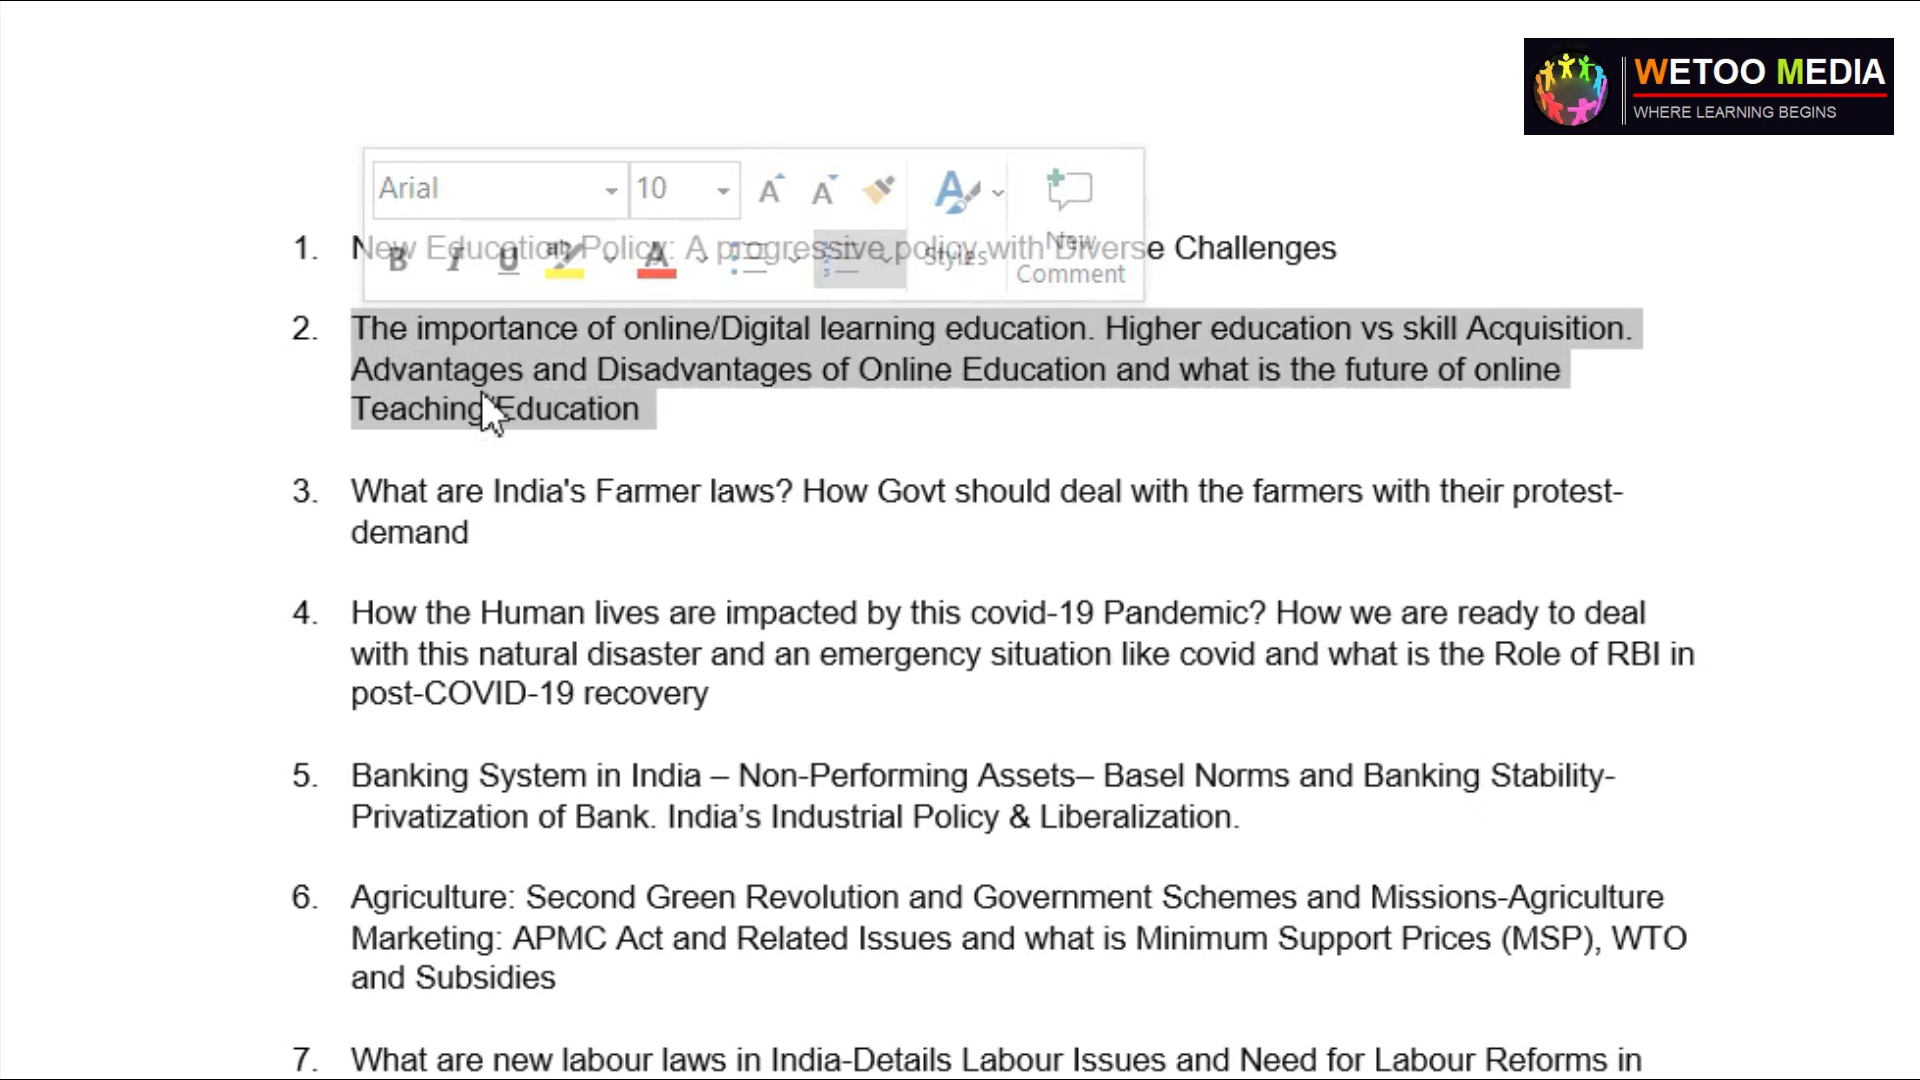 WETOO MEDIA
WHERE LEARNING BEGINS
Arial 10
1. New Education Policy: A progressive policy with Diverse Challenges
Styles
New
Comment
2. The importance of online/Digital learning education. Higher education vs skill Acquisition.
Advantages and Disadvantages of Online Education and what is the future of online
Teaching/Education
3. What are India's Farmer laws? How Govt should deal with the farmers with their protest-
demand
4. How the Human lives are impacted by this covid-19 Pandemic? How we are ready to deal
with this natural disaster and an emergency situation like covid and what is the Role of RBI in
post-COVID-19 recovery
5. Banking System in India – Non-Performing Assets– Basel Norms and Banking Stability-
Privatization of Bank. India’s Industrial Policy & Liberalization.
6. Agriculture: Second Green Revolution and Government Schemes and Missions-Agriculture
Marketing: APMC Act and Related Issues and what is Minimum Support Prices (MSP), WTO
and Subsidies
7. What are new labour laws in India-Details Labour Issues and Need for Labour Reforms in